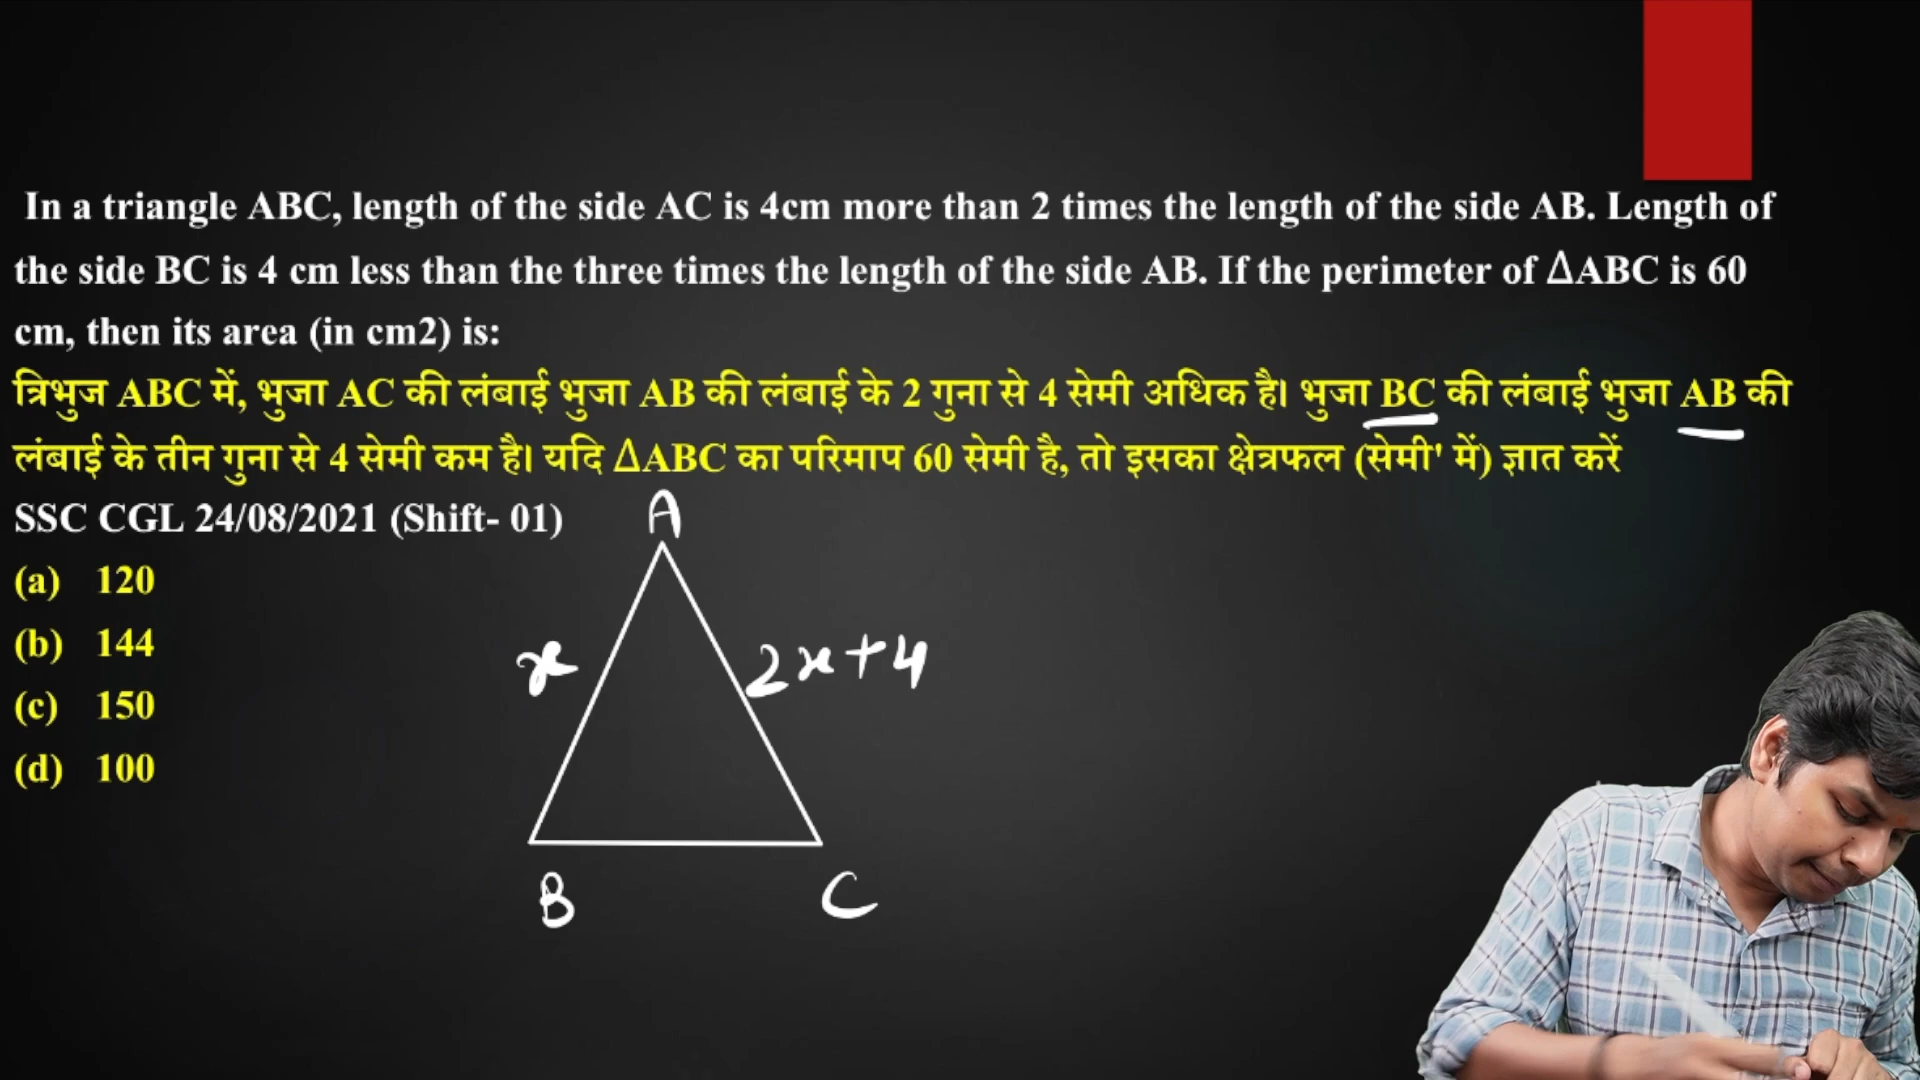 In a triangle ABC, length of the side AC is 4cm more than 2 times the length of the side AB. Length of
the side BC is 4 cm less than the three times the length of the side AB. If the perimeter of ΔABC is 60
cm, then its area (in cm2) is:
त्रिभुज ABC में, भुजा AC की लंबाई भुजा AB की लंबाई के 2 गुना से 4 सेमी अधिक है। भुजा BC की लंबाई भुजा AB की
लंबाई के तीन गुना से 4 सेमी कम है। यदि ΔABC का परिमाप 60 सेमी है, तो इसका क्षेत्रफल (सेमी' में) ज्ञात करें
SSC CGL 24/08/2021 (Shift- 01)
(a) 120
(b) 144
(c) 150
(d) 100
A
x
2x+4
B
C